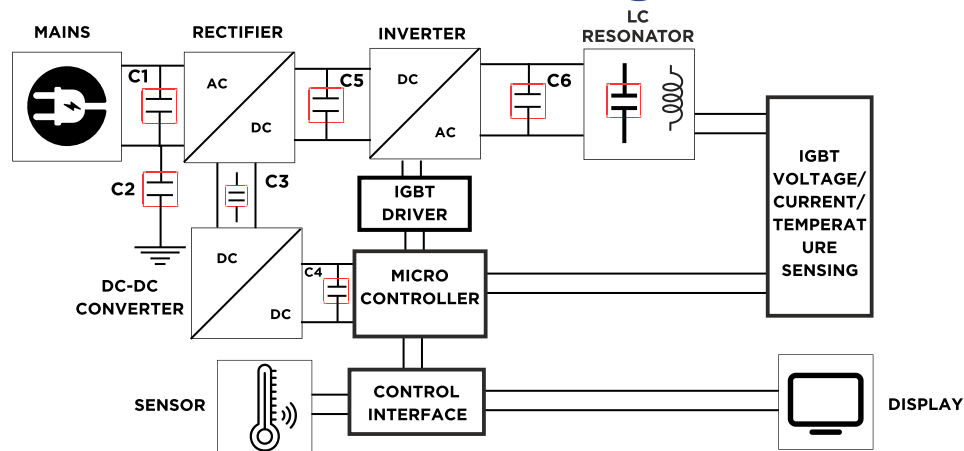 MAINS
RECTIFIER
INVERTER
LC
RESONATOR
C1
AC
DC
C5
DC
AC
C6
C2
C3
IGBT
DRIVER
IGBT
VOLTAGE/
CURRENT/
TEMPERAT
URE
SENSING
DC-DC
CONVERTER
DC
DC
C4
MICRO
CONTROLLER
SENSOR
CONTROL
INTERFACE
DISPLAY